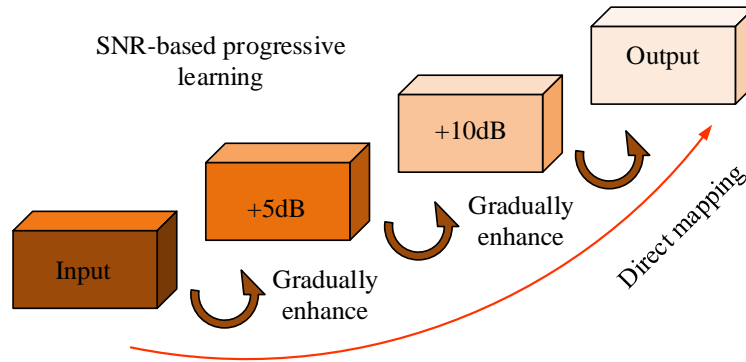 SNR-based progressive
learning
Output
+10dB
+5dB
Gradually
enhance
Direct mapping
Input
Gradually
enhance